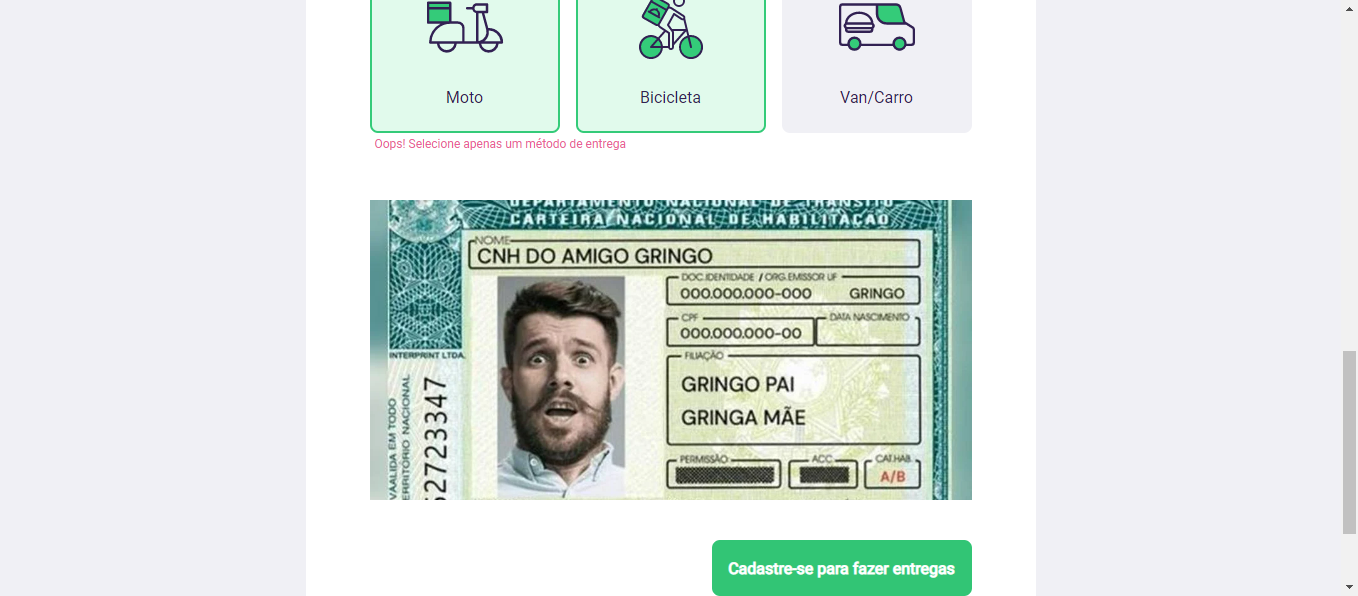 Moto
Bicicleta
Van/Carro
Oops! Selecione apenas um método de entrega
DEPARTAMENTO NACIONAL DE TRÂNSITO
CARTEIRA NACIONAL DE HABILITAÇÃO
NOME
CNH DO AMIGO GRINGO
DOC.IDENTIDADE / ORG.EMISSOR UF
000.000.000-000 GRINGO
CPF
DATA NASCIMENTO
000.000.000-00
INTERPRINT LTDA.
FILIAÇÃO
GRINGO PAI
GRINGA MÃE
VAALIDA EM TODO
TERRITÓRIO NACIONAL
62723347
PERMISSÃO
ACC
CAT.HAB.
A/B
Cadastre-se para fazer entregas